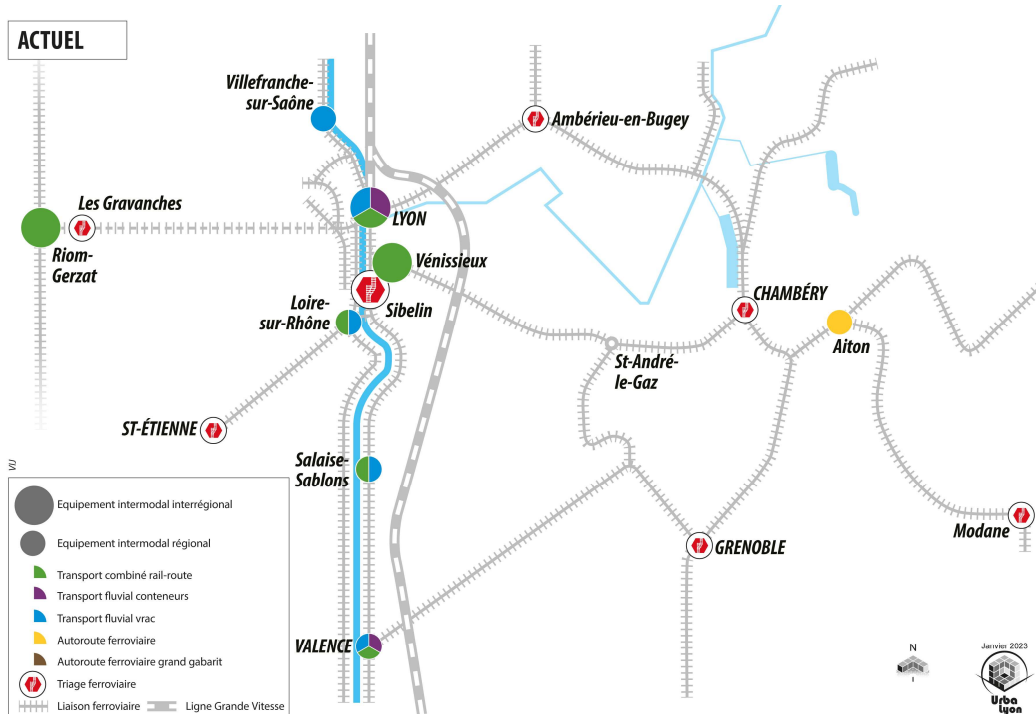 ACTUEL
Villefranche-
sur-Saône
Ambérieu-en-Bugey
Les Gravanches
LYON
Riom-
Gerzat
Vénissieux
Loire-
sur-Rhône
Sibelin
CHAMBÉRY
Aiton
St-André-
le-Gaz
ST-ÉTIENNE
Salaise-
Sablons
Modane
GRENOBLE
VALENCE
Equipement intermodal interrégional
Equipement intermodal régional
Transport combiné rail-route
Transport fluvial conteneurs
Transport fluvial vrac
Autoroute ferroviaire
Autoroute ferroviaire grand gabarit
Triage ferroviaire
Liaison ferroviaire
Ligne Grande Vitesse
N
Janvier 2023
Urba
Lyon